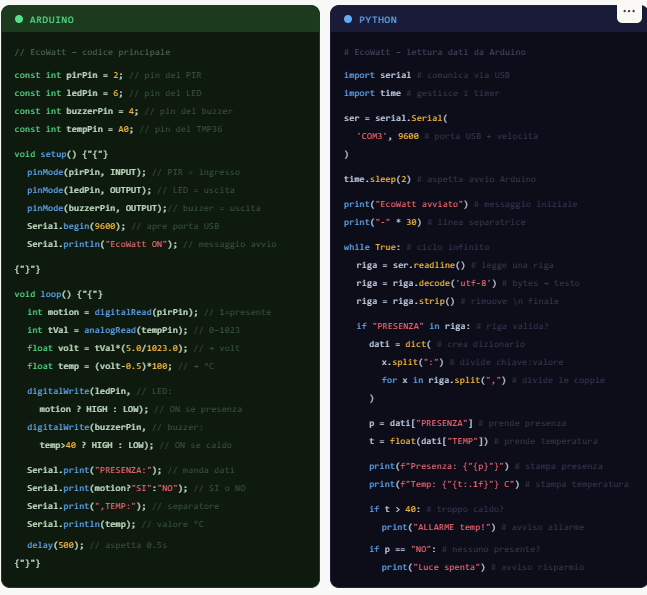 ARDUINO
// EcoWatt – codice principale
const int pirPin = 2; // pin del PIR
const int ledPin = 6; // pin del LED
const int buzzerPin = 4; // pin del buzzer
const int tempPin = A0; // pin del TMP36
void setup() {"{"}
pinMode(pirPin, INPUT); // PIR = ingresso
pinMode(ledPin, OUTPUT); // LED = uscita
pinMode(buzzerPin, OUTPUT);// buzzer = uscita
Serial.begin(9600); // apre porta USB
Serial.println("EcoWatt ON"); // messaggio avvio
{"}"}
void loop() {"{"}
int motion = digitalRead(pirPin); // 1=presente
int tVal = analogRead(tempPin); // 0–1023
float volt = tVal*(5.0/1023.0); // → volt
float temp = (volt-0.5)*100; // → °C
digitalWrite(ledPin, // LED:
motion ? HIGH : LOW); // ON se presenza
digitalWrite(buzzerPin, // buzzer:
temp>40 ? HIGH : LOW); // ON se caldo
Serial.print("PRESENZA:"); // manda dati
Serial.print(motion?"SI":"NO"); // SI o NO
Serial.print(",TEMP:"); // separatore
Serial.println(temp); // valore °C
delay(500); // aspetta 0.5s
{"}"}
PYTHON
...
# EcoWatt – lettura dati da Arduino
import serial # comunica via USB
import time # gestisce i timer
ser = serial.Serial(
'COM3', 9600 # porta USB + velocità
)
time.sleep(2) # aspetta avvio Arduino
print("EcoWatt avviato") # messaggio iniziale
print("-" * 30) # linea separatrice
while True: # ciclo infinito
riga = ser.readline() # legge una riga
riga = riga.decode('utf-8') # bytes → testo
riga = riga.strip() # rimuove \n finale
if "PRESENZA" in riga: # riga valida?
dati = dict( # crea dizionario
x.split(":") # divide chiave:valore
for x in riga.split(",") # divide le coppie
)
p = dati["PRESENZA"] # prende presenza
t = float(dati["TEMP"]) # prende temperatura
print(f"Presenza: {"{p}"}") # stampa presenza
print(f"Temp: {"{t:.1f}"} C") # stampa temperatura
if t > 40: # troppo caldo?
print("ALLARME temp!") # avviso allarme
if p == "NO": # nessuno presente?
print("Luce spenta") # avviso risparmio